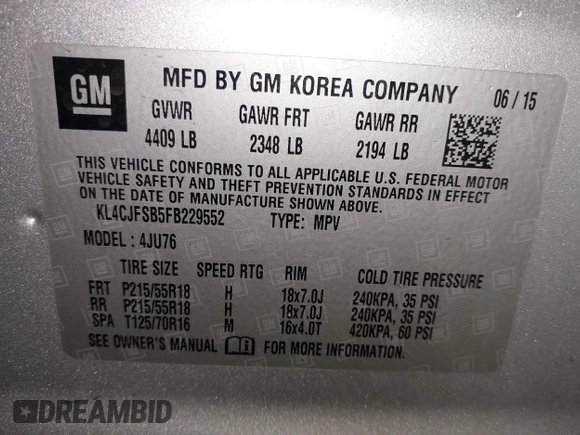 GM
MFD BY GM KOREA COMPANY 06 / 15
GVWR GAWR FRT GAWR RR
4409 LB 2348 LB 2194 LB
THIS VEHICLE CONFORMS TO ALL APPLICABLE U.S. FEDERAL MOTOR
VEHICLE SAFETY AND THEFT PREVENTION STANDARDS IN EFFECT
ON THE DATE OF MANUFACTURE SHOWN ABOVE.
KL4CJFSB5FB229552 TYPE: MPV
MODEL : 4JU76
TIRE SIZE SPEED RTG RIM COLD TIRE PRESSURE
FRT P215/55R18 H 18x7.0J 240KPA, 35 PSI
RR P215/55R18 H 18x7.0J 240KPA, 35 PSI
SPA T125/70R16 M 16x4.0T 420KPA, 60 PSI
SEE OWNER'S MANUAL FOR MORE INFORMATION.
DREAMBID